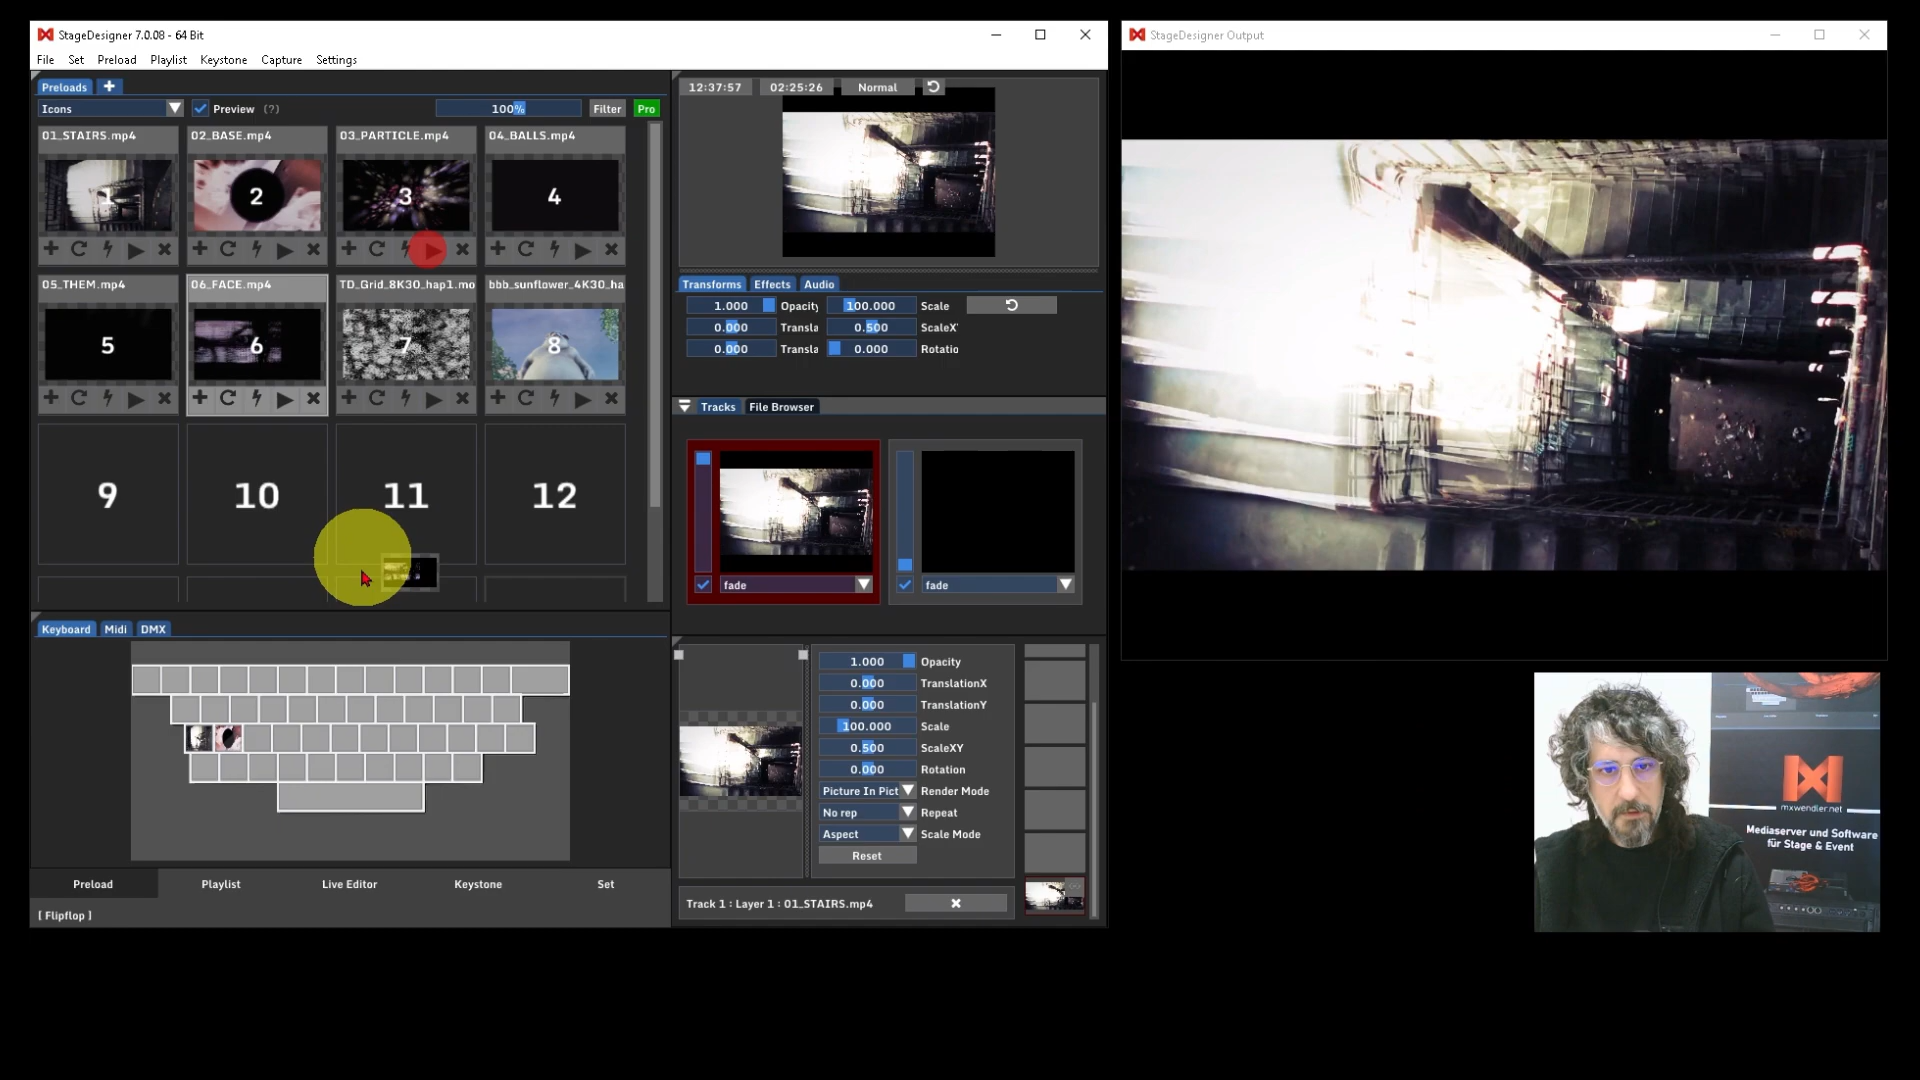 StageDesigner 7.0.08 - 64 Bit
File Set Preload Playlist Keystone Capture Settings
Preloads
Icons Preview (?) 100% Filter Pro
01_STAIRS.mp4 02_BASE.mp4 03_PARTICLE.mp4 04_BALLS.mp4
1 2 3 4
05_THEM.mp4 06_FACE.mp4 TD_Grid_8K30_hap1.mo bbb_sunflower_4K30_ha
5 6 7 8
9 10 11 12
Keyboard Midi DMX
Preload Playlist Live Editor Keystone Set
[ Flipflop ]
12:37:57 02:25:26 Normal
Transforms Effects Audio
1.000 Opacity 100.000 Scale
0.000 Transla 0.500 ScaleX
0.000 Transla 0.000 Rotatio
Tracks File Browser
fade fade
1.000 Opacity
0.000 TranslationX
0.000 TranslationY
100.000 Scale
0.500 ScaleXY
0.000 Rotation
Picture In Pict Render Mode
No rep Repeat
Aspect Scale Mode
Reset
Track 1 : Layer 1 : 01_STAIRS.mp4
StageDesigner Output
mxwendler.net
Mediaserver und Software
für Stage & Event